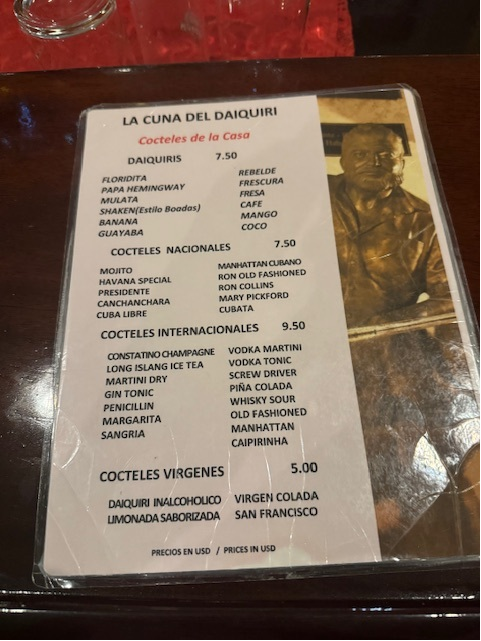 LA CUNA DEL DAIQUIRI
Cocteles de la Casa
DAIQUIRIS 7.50
FLORIDITA REBELDE
PAPA HEMINGWAY FRESCURA
MULATA FRESA
SHAKEN(Estilo Boadas) CAFE
BANANA MANGO
GUAYABA COCO
COCTELES NACIONALES 7.50
MOJITO MANHATTAN CUBANO
HAVANA SPECIAL RON OLD FASHIONED
PRESIDENTE RON COLLINS
CANCHANCHARA MARY PICKFORD
CUBA LIBRE CUBATA
COCTELES INTERNACIONALES 9.50
CONSTATINO CHAMPAGNE VODKA MARTINI
LONG ISLANG ICE TEA VODKA TONIC
MARTINI DRY SCREW DRIVER
GIN TONIC PIÑA COLADA
PENICILLIN WHISKY SOUR
MARGARITA OLD FASHIONED
SANGRIA MANHATTAN
CAIPIRINHA
COCTELES VIRGENES 5.00
DAIQUIRI INALCOHOLICO VIRGEN COLADA
LIMONADA SABORIZADA SAN FRANCISCO
PRECIOS EN USD / PRICES IN USD